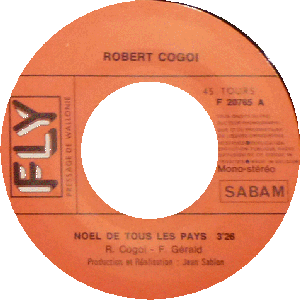 ROBERT COGOI
45 TOURS
F 20765 A
FLY
PRESSAGE DE WALLONIE
Mono-stéréo
SABAM
NOEL DE TOUS LES PAYS 3'26
R. Cogoi - F. Gérald
Production et Réalisation : Jean Sablon